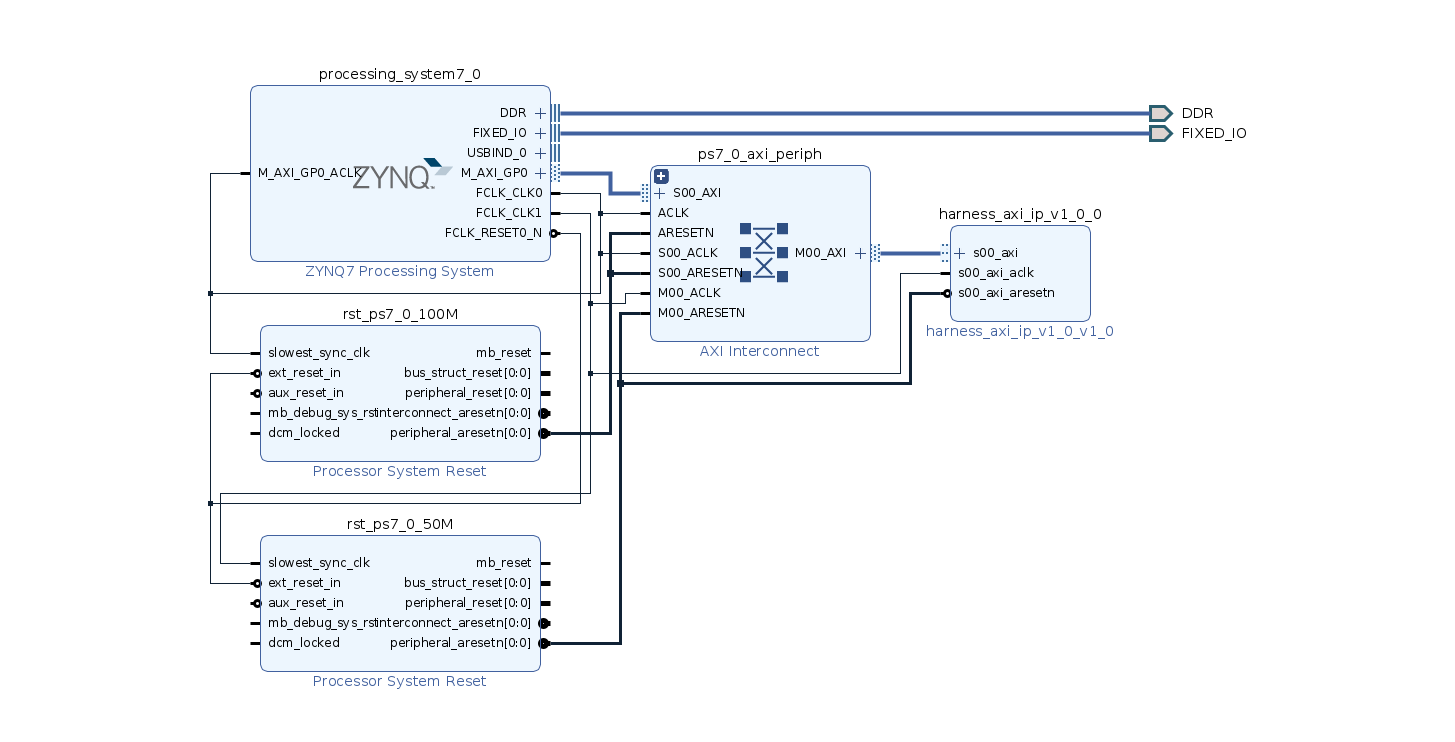 processing_system7_0
DDR
FIXED_IO
USBIND_0
M_AXI_GP0_ACLK
ZYNQ
M_AXI_GP0
FCLK_CLK0
FCLK_CLK1
FCLK_RESET0_N
ZYNQ7 Processing System
DDR
FIXED_IO
ps7_0_axi_periph
S00_AXI
ACLK
ARESETN
S00_ACLK
M00_AXI
S00_ARESETN
M00_ACLK
M00_ARESETN
AXI Interconnect
harness_axi_ip_v1_0_0
s00_axi
s00_axi_aclk
s00_axi_aresetn
harness_axi_ip_v1_0_v1_0
rst_ps7_0_100M
slowest_sync_clk mb_reset
ext_reset_in bus_struct_reset[0:0]
aux_reset_in peripheral_reset[0:0]
mb_debug_sys_rst interconnect_aresetn[0:0]
dcm_locked peripheral_aresetn[0:0]
Processor System Reset
rst_ps7_0_50M
slowest_sync_clk mb_reset
ext_reset_in bus_struct_reset[0:0]
aux_reset_in peripheral_reset[0:0]
mb_debug_sys_rst interconnect_aresetn[0:0]
dcm_locked peripheral_aresetn[0:0]
Processor System Reset